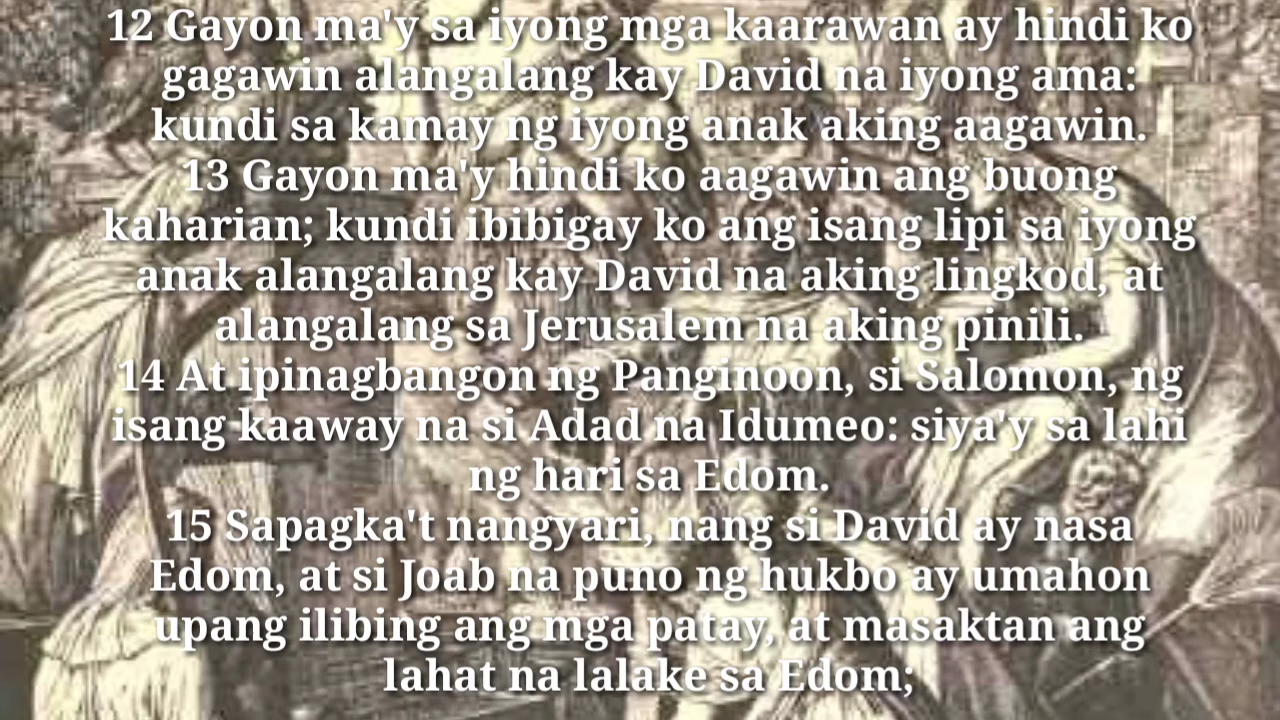 12 Gayon ma'y sa iyong mga kaarawan ay hindi ko
gagawin alangalang kay David na iyong ama:
kundi sa kamay ng iyong anak aking aagawin.
13 Gayon ma'y hindi ko aagawin ang buong
kaharian; kundi ibibigay ko ang isang lipi sa iyong
anak alangalang kay David na aking lingkod, at
alangalang sa Jerusalem na aking pinili.
14 At ipinagbangon ng Panginoon, si Salomon, ng
isang kaaway na si Adad na Idumeo: siya'y sa lahi
ng hari sa Edom.
15 Sapagka't nangyari, nang si David ay nasa
Edom, at si Joab na puno ng hukbo ay umahon
upang ilibing ang mga patay, at masaktan ang
lahat na lalake sa Edom;